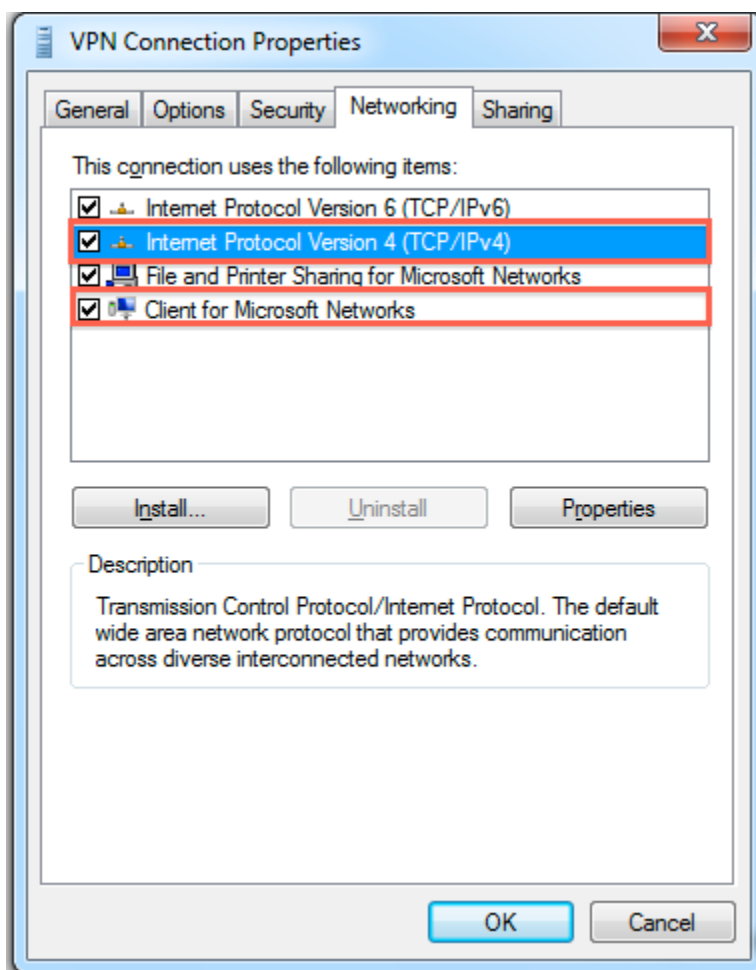 VPN Connection Properties
General Options Security Networking Sharing
This connection uses the following items:
Internet Protocol Version 6 (TCP/IPv6)
Internet Protocol Version 4 (TCP/IPv4)
File and Printer Sharing for Microsoft Networks
Client for Microsoft Networks
Install... Uninstall Properties
Description
Transmission Control Protocol/Internet Protocol. The default
wide area network protocol that provides communication
across diverse interconnected networks.
OK Cancel